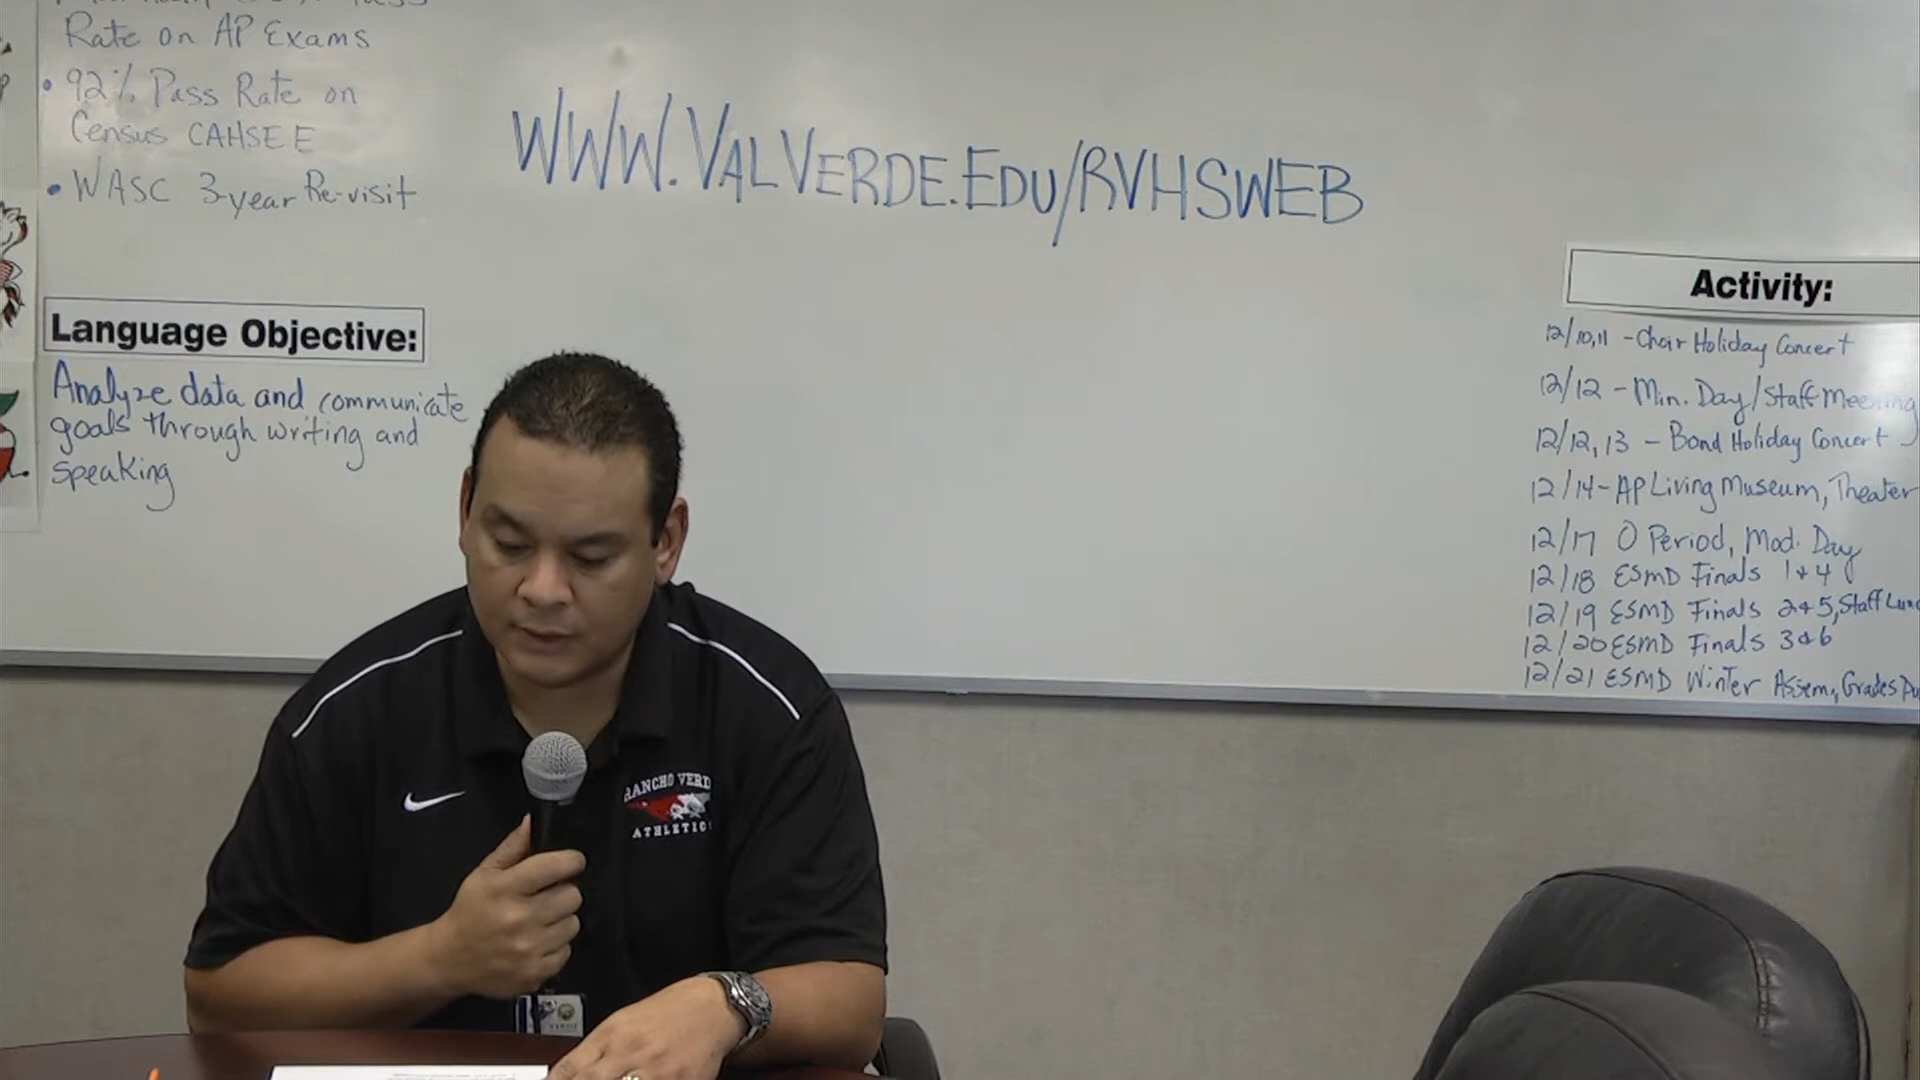 Rate on AP Exams
• 92% Pass Rate on
Census CAHSEE
• WASC 3-year Re-visit
Language Objective:
Analyze data and communicate
goals through writing and
speaking
WWW.VALVERDE.EDU/RVHSWEB
Activity:
12/10,11 - Choir Holiday Concert
12/12 - Min. Day/Staff Meeting
12/12, 13 - Band Holiday Concert
12/14 - AP Living Museum, Theater
12/17 0 Period, Mod. Day
12/18 ESMD Finals 1+4
12/19 ESMD Finals 2+5, Staff
12/20 ESMD Finals 3+6
12/21 ESMD Winter Assem, Grades
RANCHO VERD
ATHLETIC